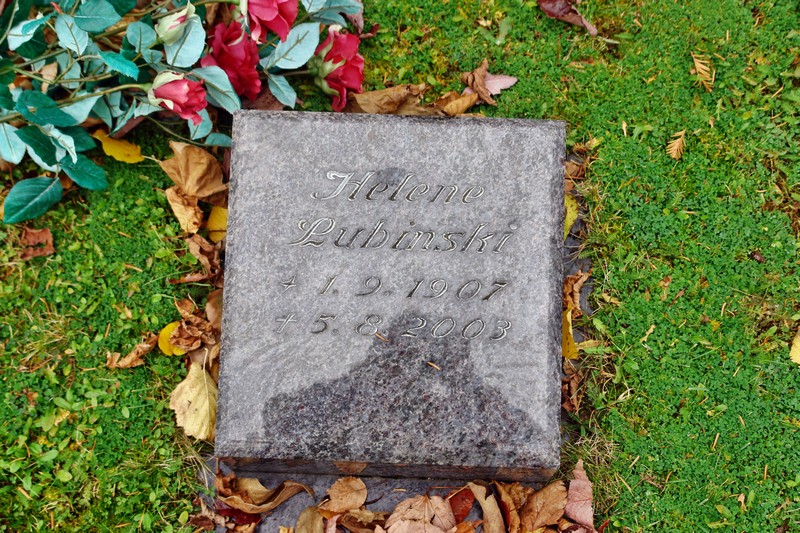 Helene
Lubinski
+ 1. 9. 1907
† 5. 8. 2003